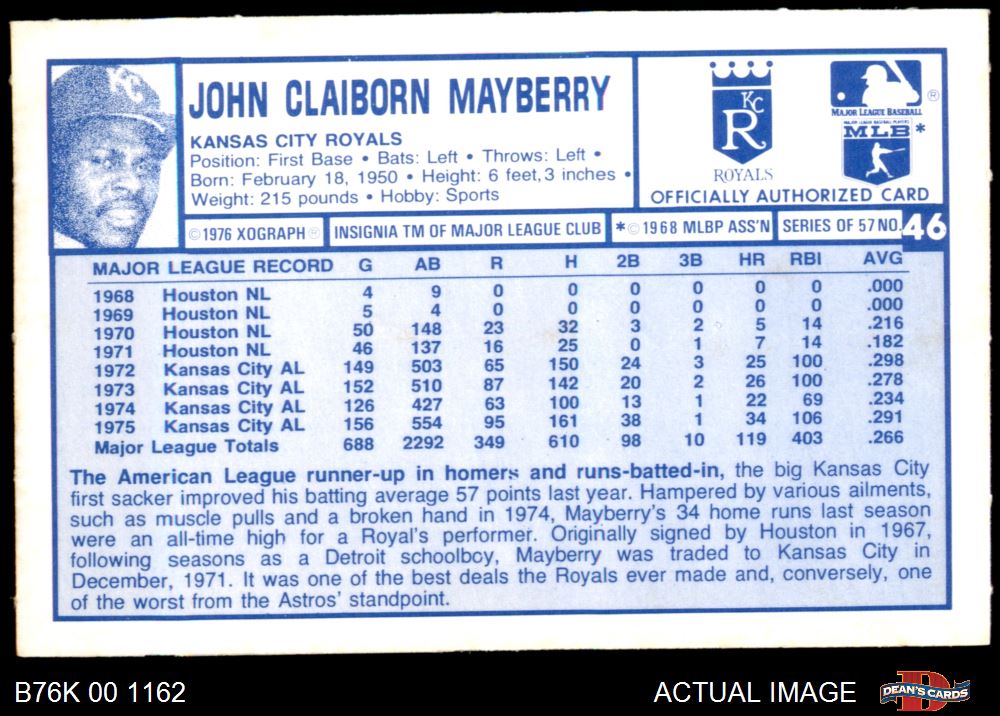 KC
JOHN CLAIBORN MAYBERRY
KANSAS CITY ROYALS
Position: First Base • Bats: Left • Throws: Left •
Born: February 18, 1950 • Height: 6 feet, 3 inches •
Weight: 215 pounds • Hobby: Sports
KC
R
ROYALS
®
MAJOR LEAGUE BASEBALL
MAJOR LEAGUE BASEBALL PLAYERS
MLB *
OFFICIALLY AUTHORIZED CARD
© 1976 XOGRAPH ®
INSIGNIA TM OF MAJOR LEAGUE CLUB
*© 1968 MLBP ASS'N
SERIES OF 57 NO. 46
MAJOR LEAGUE RECORD G AB R H 2B 3B HR RBI AVG
1968 Houston NL 4 9 0 0 0 0 0 0 .000
1969 Houston NL 5 4 0 0 0 0 0 0 .000
1970 Houston NL 50 148 23 32 3 2 5 14 .216
1971 Houston NL 46 137 16 25 0 1 7 14 .182
1972 Kansas City AL 149 503 65 150 24 3 25 100 .298
1973 Kansas City AL 152 510 87 142 20 2 26 100 .278
1974 Kansas City AL 126 427 63 100 13 1 22 69 .234
1975 Kansas City AL 156 554 95 161 38 1 34 106 .291
Major League Totals 688 2292 349 610 98 10 119 403 .266
The American League runner-up in homers and runs-batted-in, the big Kansas City
first sacker improved his batting average 57 points last year. Hampered by various ailments,
such as muscle pulls and a broken hand in 1974, Mayberry's 34 home runs last season
were an all-time high for a Royal's performer. Originally signed by Houston in 1967,
following seasons as a Detroit schoolboy, Mayberry was traded to Kansas City in
December, 1971. It was one of the best deals the Royals ever made and, conversely, one
of the worst from the Astros' standpoint.
B76K 00 1162
ACTUAL IMAGE
DEAN'S CARDS